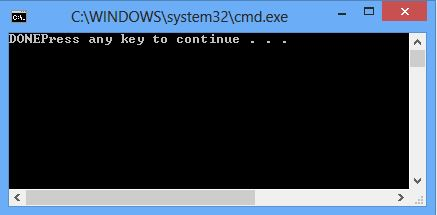 C:\WINDOWS\system32\cmd.exe
DONEPress any key to continue . . .